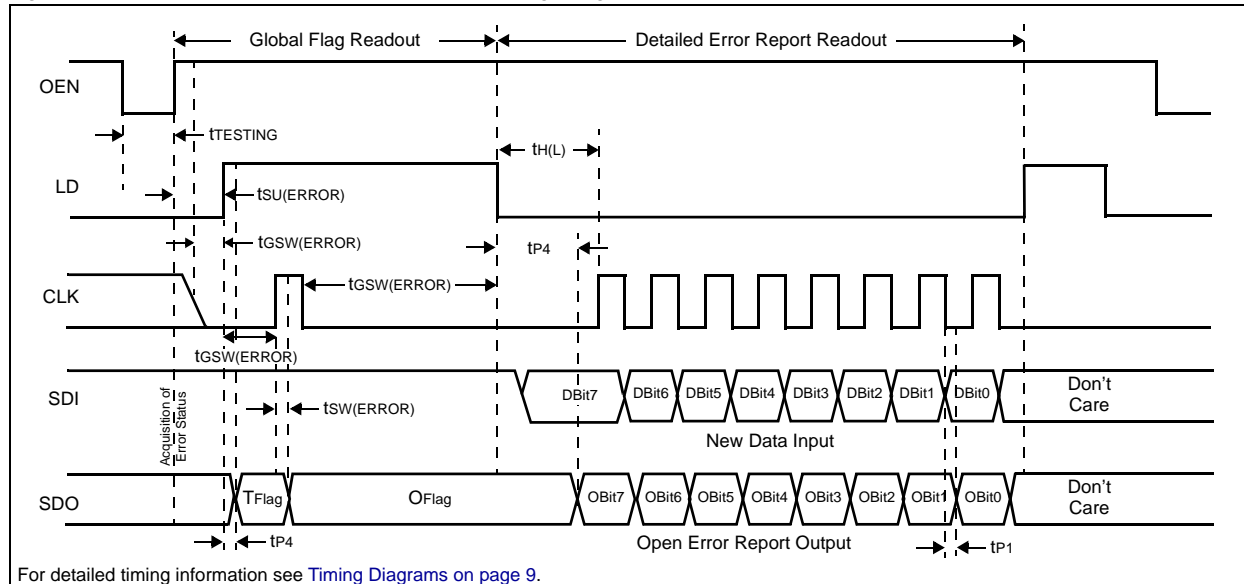 Global Flag Readout Detailed Error Report Readout
OEN
tTESTING
tH(L)
LD
tSU(ERROR)
tGSW(ERROR)
tP4
CLK
tGSW(ERROR)
tGSW(ERROR)
SDI
DBit7 DBit6 DBit5 DBit4 DBit3 DBit2 DBit1 DBit0 Don't Care
tSW(ERROR)
Acquisition of
Error Status
New Data Input
SDO
TFlag OFlag OBit7 OBit6 OBit5 OBit4 OBit3 OBit2 OBit1 OBit0 Don't Care
tP4
Open Error Report Output
tP1
For detailed timing information see Timing Diagrams on page 9.